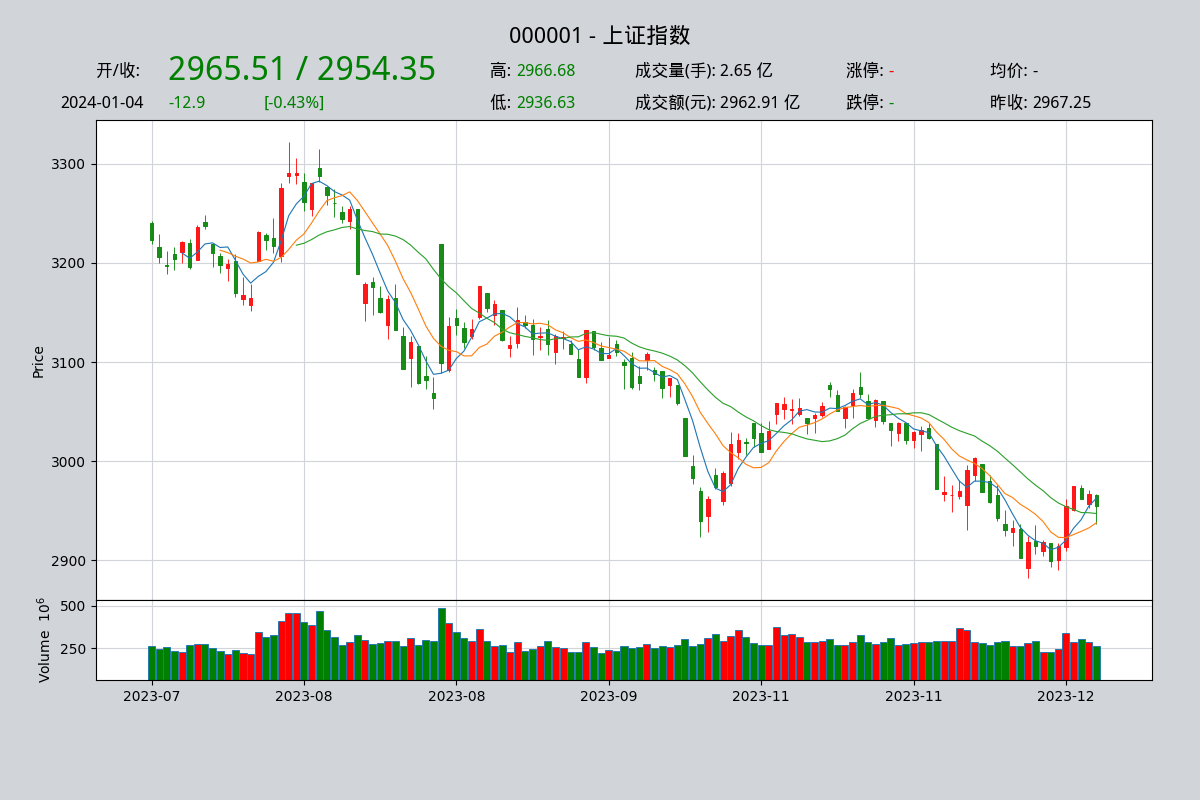 000001 - 上证指数
开/收: 2965.51 / 2954.35 高: 2966.68 成交量(手): 2.65 亿 涨停: - 均价: -
2024-01-04 -12.9 [-0.43%] 低: 2936.63 成交额(元): 2962.91 亿 跌停: - 昨收: 2967.25
3300
3200
3100
3000
2900
Price
500
250
Volume 10^6
2023-07 2023-08 2023-08 2023-09 2023-11 2023-11 2023-12